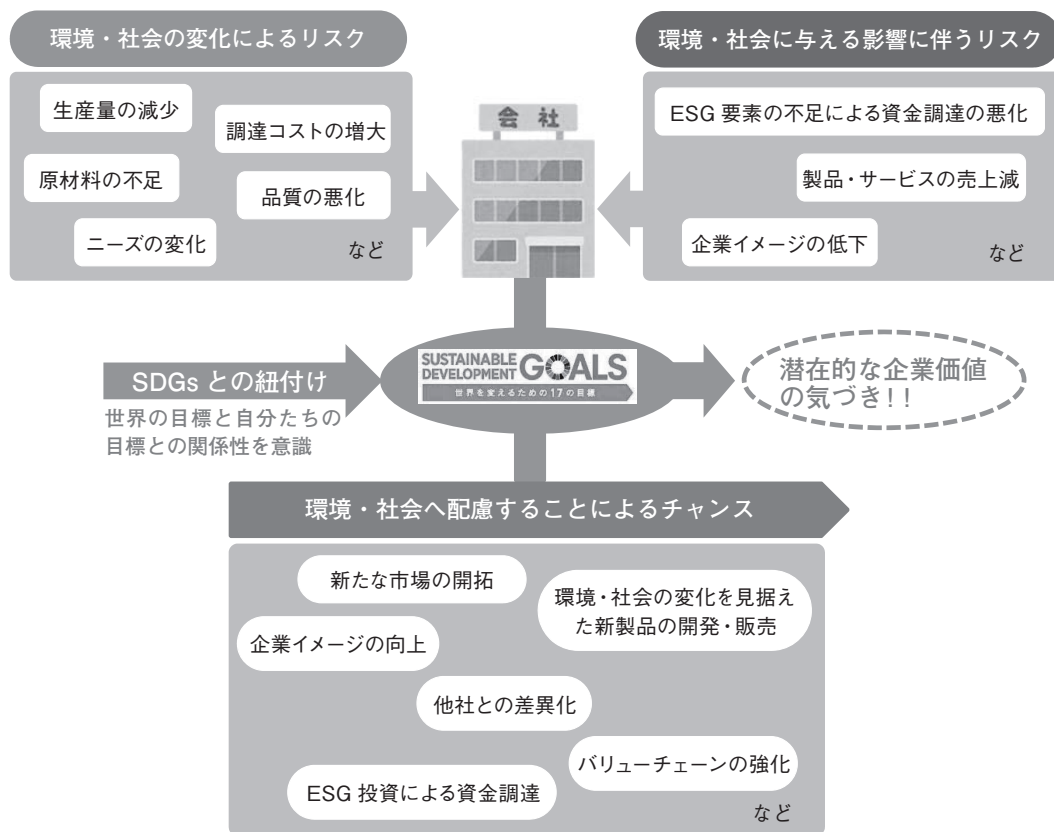 環境・社会の変化によるリスク
生産量の減少
調達コストの増大
原材料の不足
品質の悪化
ニーズの変化
など
会社
環境・社会に与える影響に伴うリスク
ESG 要素の不足による資金調達の悪化
製品・サービスの売上減
企業イメージの低下
など
SDGs との紐付け
世界の目標と自分たちの
目標との関係性を意識
SUSTAINABLE
DEVELOPMENT
GOALS
世界を変えるための17の目標
潜在的な企業価値
の気づき!!
環境・社会へ配慮することによるチャンス
新たな市場の開拓
環境・社会の変化を見据え
た新製品の開発・販売
企業イメージの向上
他社との差異化
バリューチェーンの強化
ESG 投資による資金調達
など